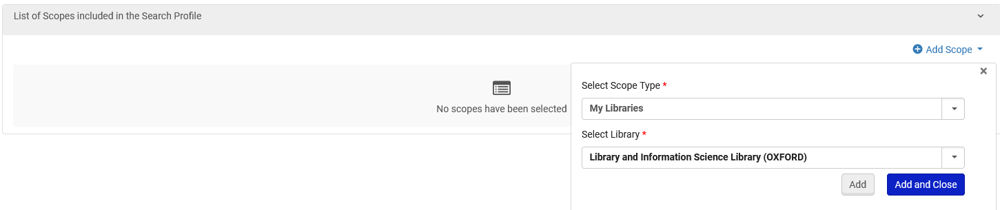 List of Scopes included in the Search Profile
Add Scope
No scopes have been selected
Select Scope Type *
My Libraries
Select Library *
Library and Information Science Library (OXFORD)
Add
Add and Close